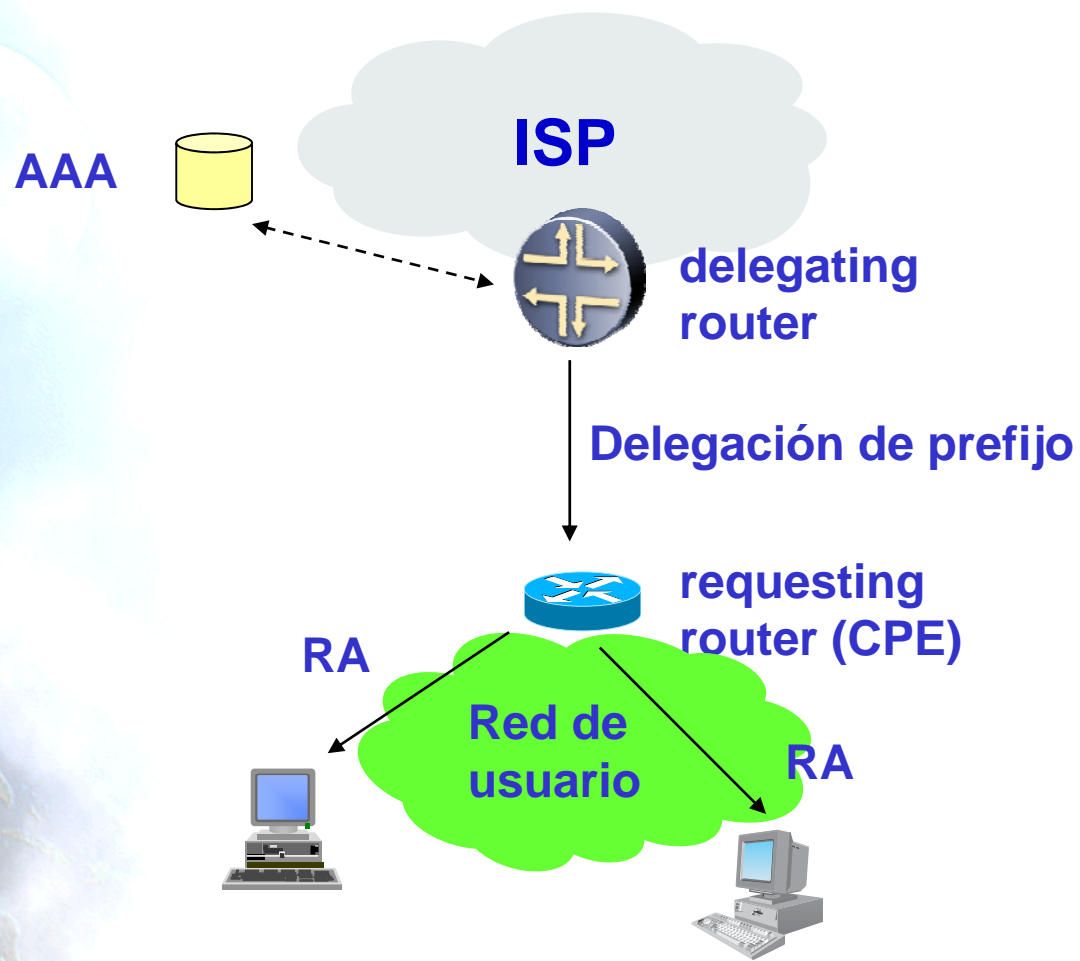 ISP
AAA
delegating
router
Delegación de prefijo
requesting
router (CPE)
RA
Red de
usuario
RA